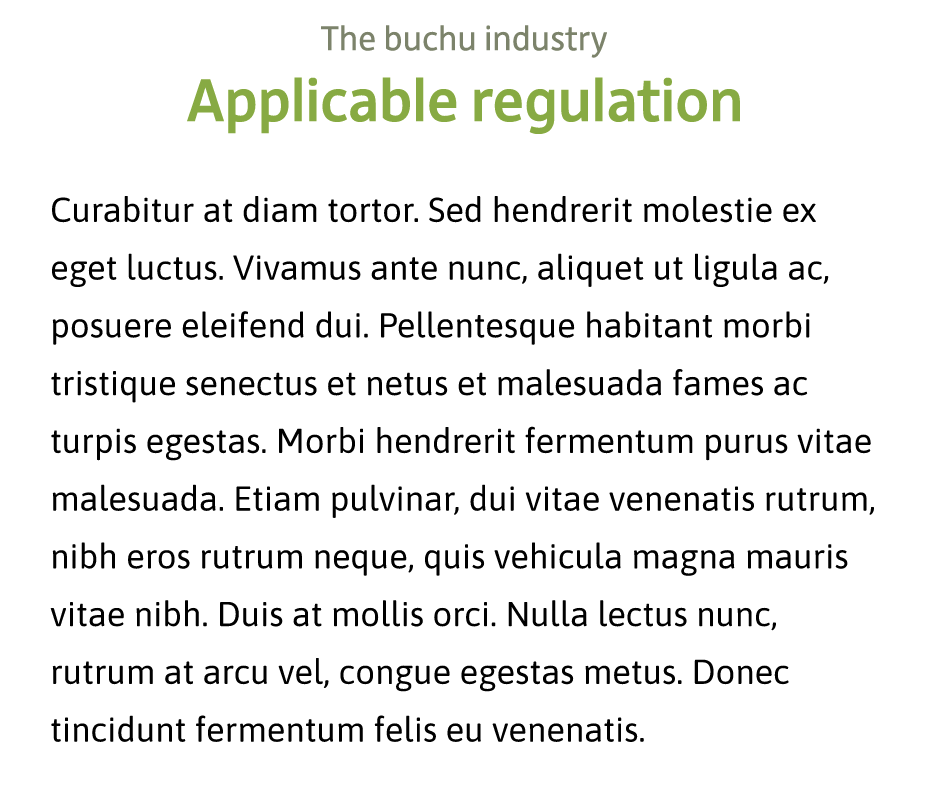 The buchu industry
Applicable regulation
Curabitur at diam tortor. Sed hendrerit molestie ex
eget luctus. Vivamus ante nunc, aliquet ut ligula ac,
posuere eleifend dui. Pellentesque habitant morbi
tristique senectus et netus et malesuada fames ac
turpis egestas. Morbi hendrerit fermentum purus vitae
malesuada. Etiam pulvinar, dui vitae venenatis rutrum,
nibh eros rutrum neque, quis vehicula magna mauris
vitae nibh. Duis at mollis orci. Nulla lectus nunc,
rutrum at arcu vel, congue egestas metus. Donec
tincidunt fermentum felis eu venenatis.